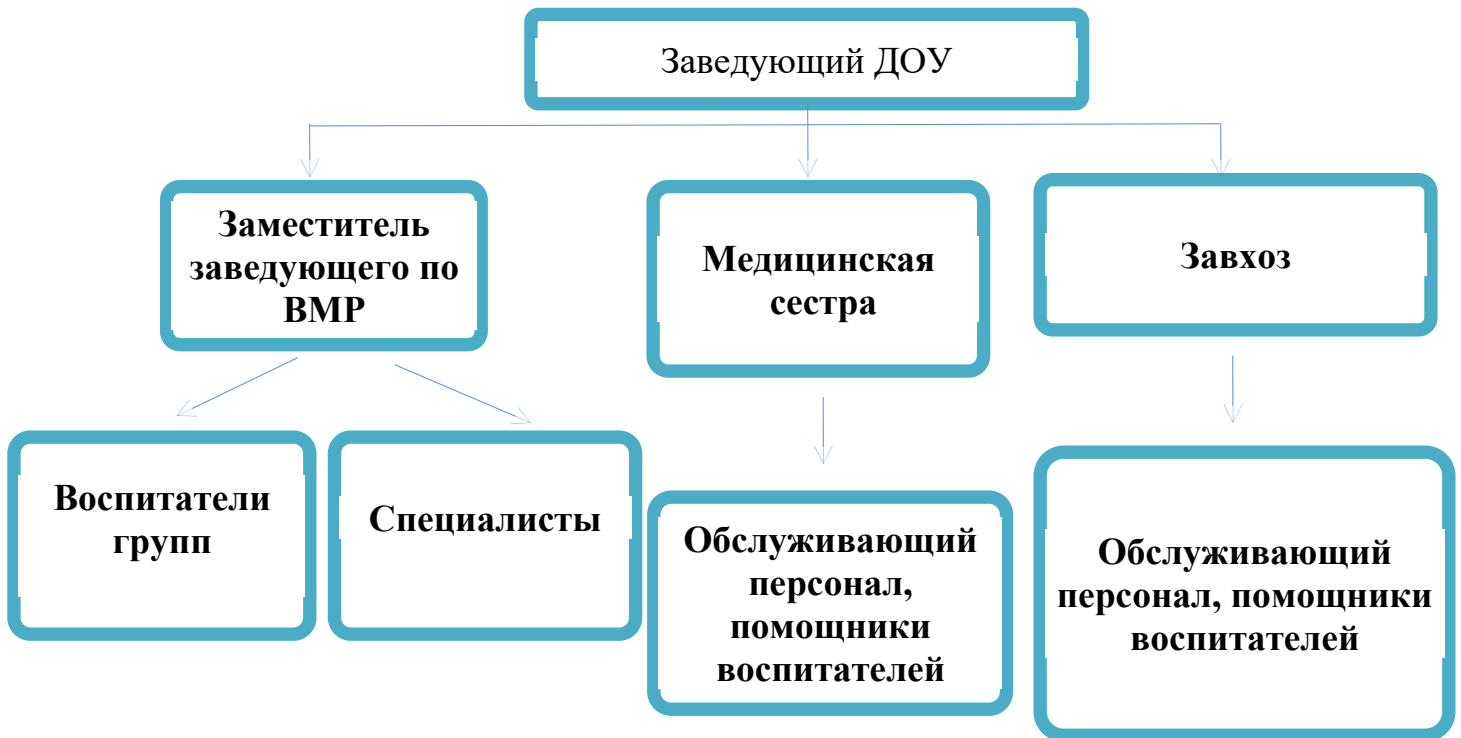 Заведующий ДОУ
Заместитель
заведующего по
ВМР
Медицинская
сестра
Завхоз
Воспитатели
групп
Специалисты
Обслуживающий
персонал,
помощники
воспитателей
Обслуживающий
персонал, помощники
воспитателей